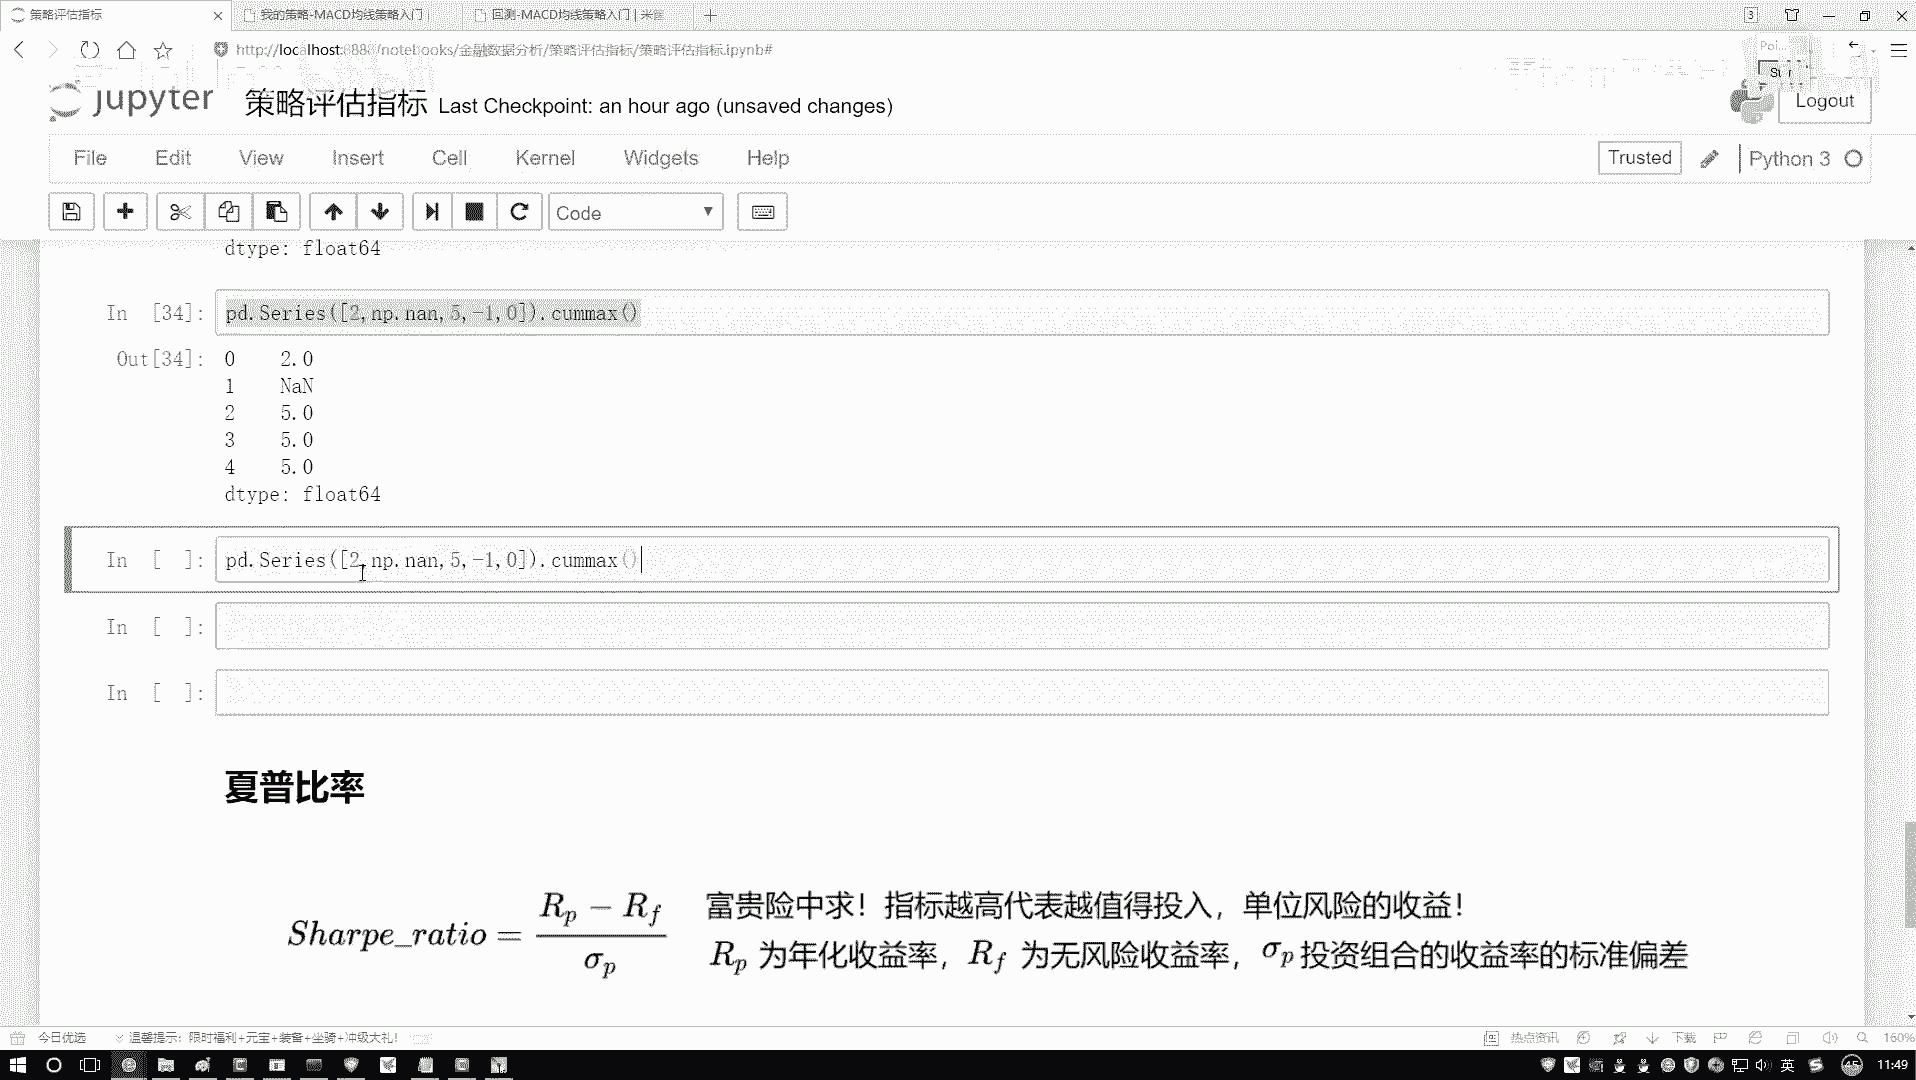 策略评估指标
我的策略-MACD均线策略入门
回测-MACD均线策略入门 | 米筐
3
http://localhost:8888/notebooks/金融数据分析/策略评估指标/策略评估指标.ipynb#
Poi...
jupyter
策略评估指标 Last Checkpoint: an hour ago (unsaved changes)
Logout
File Edit View Insert Cell Kernel Widgets Help
Trusted
Python 3
Code
dtype: float64
In [34]: pd.Series([2,np.nan,5,-1,0]).cummax()
Out[34]: 0 2.0
1 NaN
2 5.0
3 5.0
4 5.0
dtype: float64
In [ ]: pd.Series([2,np.nan,5,-1,0]).cummax()
In [ ]:
In [ ]:
夏普比率
Sharpe_ratio = (R_p − R_f) / σ_p
富贵险中求！指标越高代表越值得投入，单位风险的收益！
R_p 为年化收益率，R_f 为无风险收益率，σ_p 投资组合的收益率的标准偏差
今日优选
温馨提示：限时福利+元宝+装备+坐骑+冲级大礼!
热点资讯
下载
160%
英
45
11:49